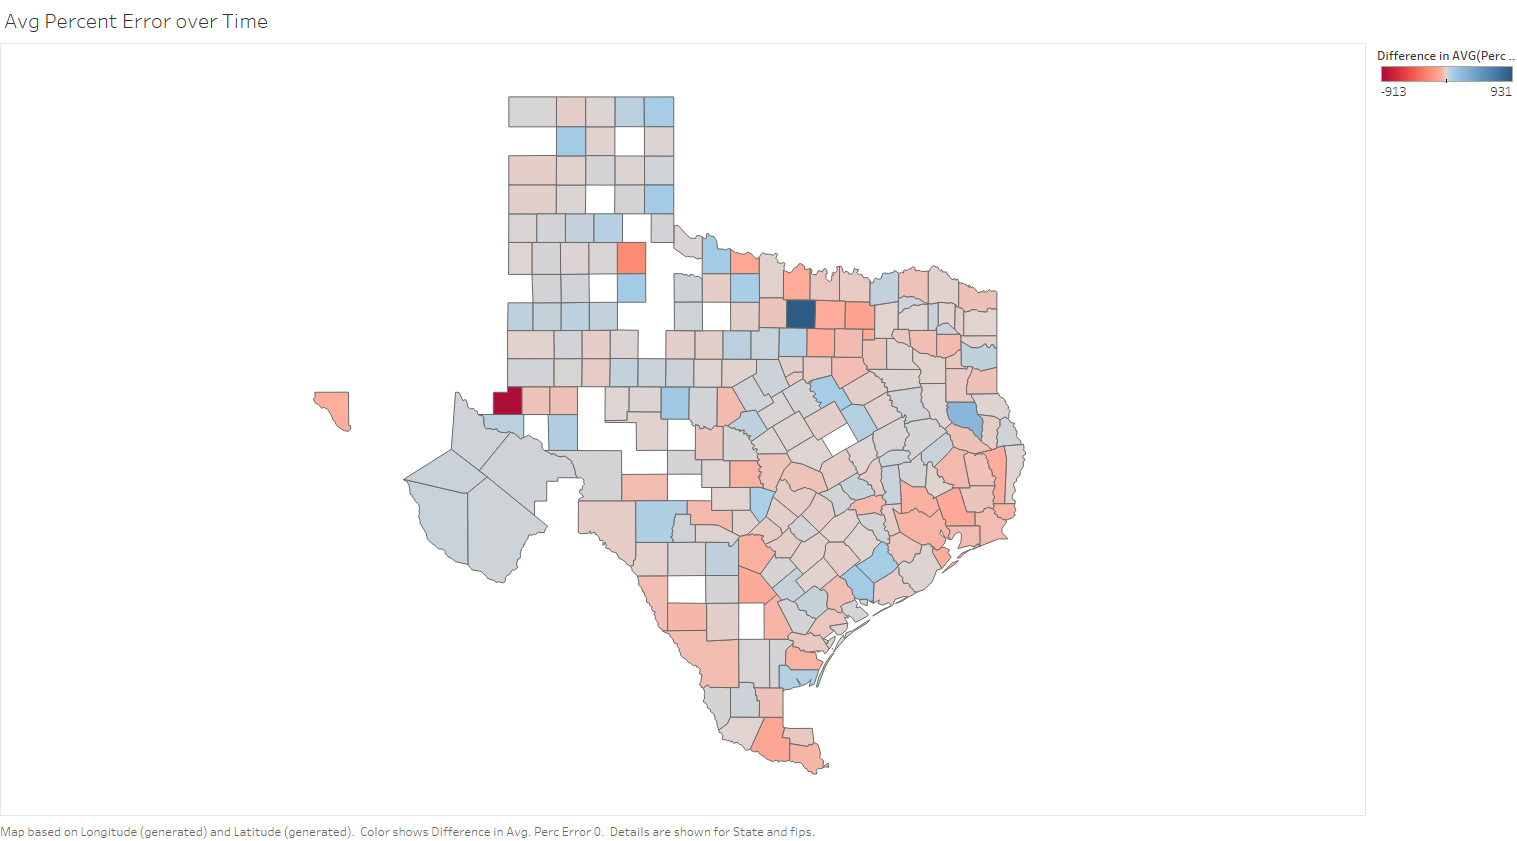 Avg Percent Error over Time
Difference in AVG(Perc ..
-913 931
Map based on Longitude (generated) and Latitude (generated). Color shows Difference in Avg. Perc Error 0. Details are shown for State and fips.